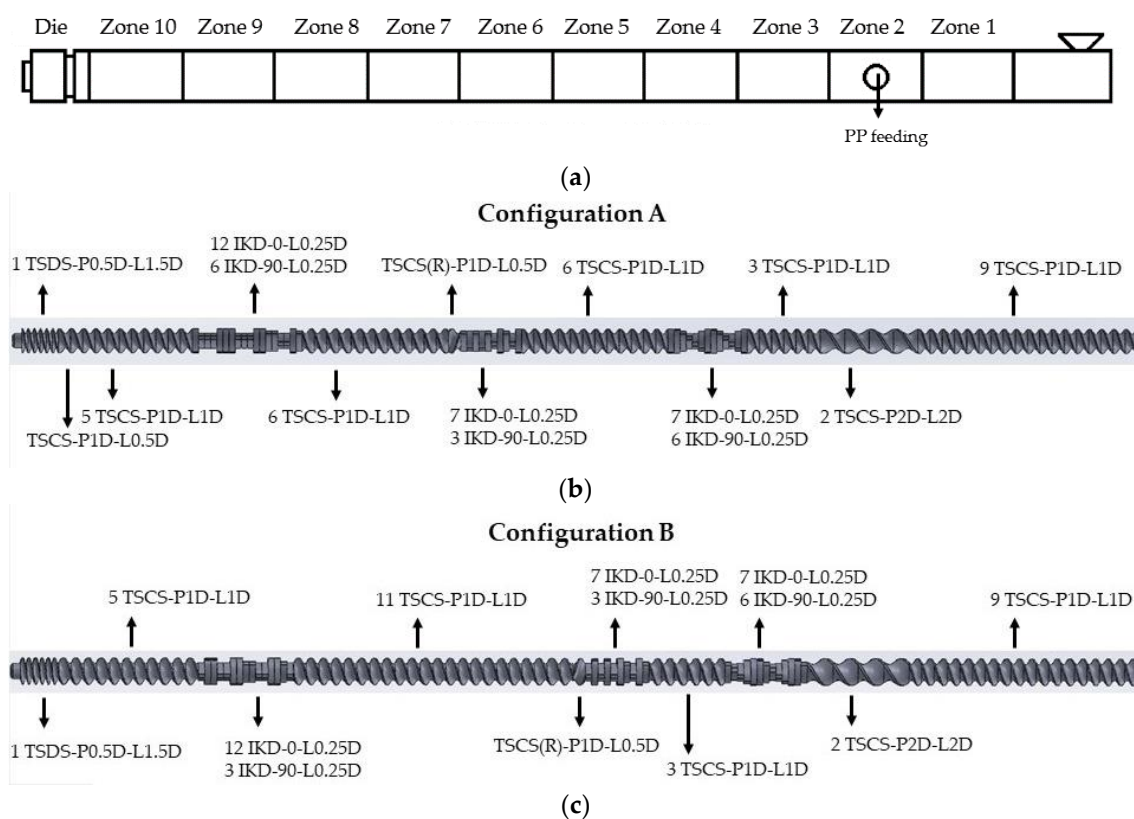 Die Zone 10 Zone 9 Zone 8 Zone 7 Zone 6 Zone 5 Zone 4 Zone 3 Zone 2 Zone 1
PP feeding
(a)
Configuration A
12 IKD-0-L0.25D
1 TSDS-P0.5D-L1.5D 6 IKD-90-L0.25D TSCS(R)-P1D-L0.5D 6 TSCS-P1D-L1D 3 TSCS-P1D-L1D 9 TSCS-P1D-L1D
5 TSCS-P1D-L1D 6 TSCS-P1D-L1D 7 IKD-0-L0.25D 7 IKD-0-L0.25D 2 TSCS-P2D-L2D
TSCS-P1D-L0.5D 3 IKD-90-L0.25D 6 IKD-90-L0.25D
(b)
Configuration B
7 IKD-0-L0.25D 7 IKD-0-L0.25D
5 TSCS-P1D-L1D 11 TSCS-P1D-L1D 3 IKD-90-L0.25D 6 IKD-90-L0.25D 9 TSCS-P1D-L1D
1 TSDS-P0.5D-L1.5D 12 IKD-0-L0.25D TSCS(R)-P1D-L0.5D 2 TSCS-P2D-L2D
3 IKD-90-L0.25D 3 TSCS-P1D-L1D
(c)